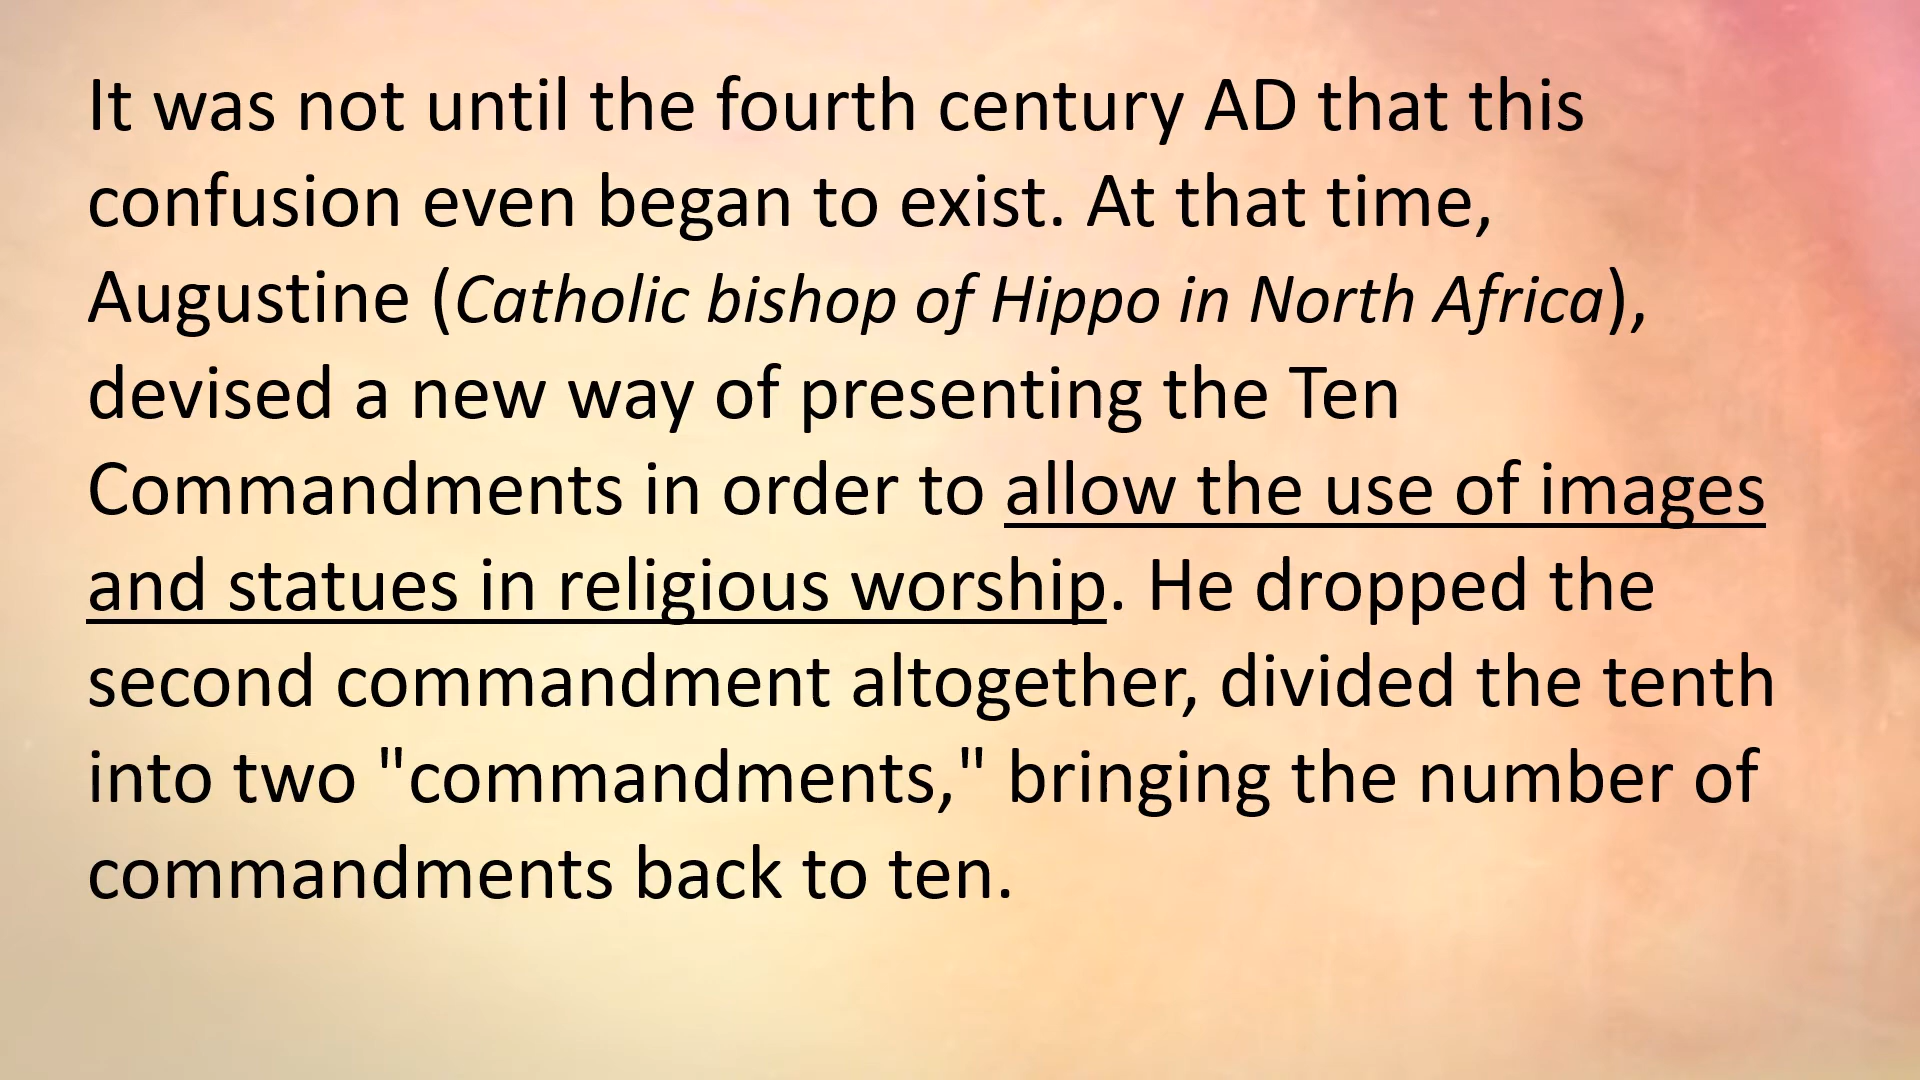 It was not until the fourth century AD that this
confusion even began to exist. At that time,
Augustine (Catholic bishop of Hippo in North Africa),
devised a new way of presenting the Ten
Commandments in order to allow the use of images
and statues in religious worship. He dropped the
second commandment altogether, divided the tenth
into two "commandments," bringing the number of
commandments back to ten.